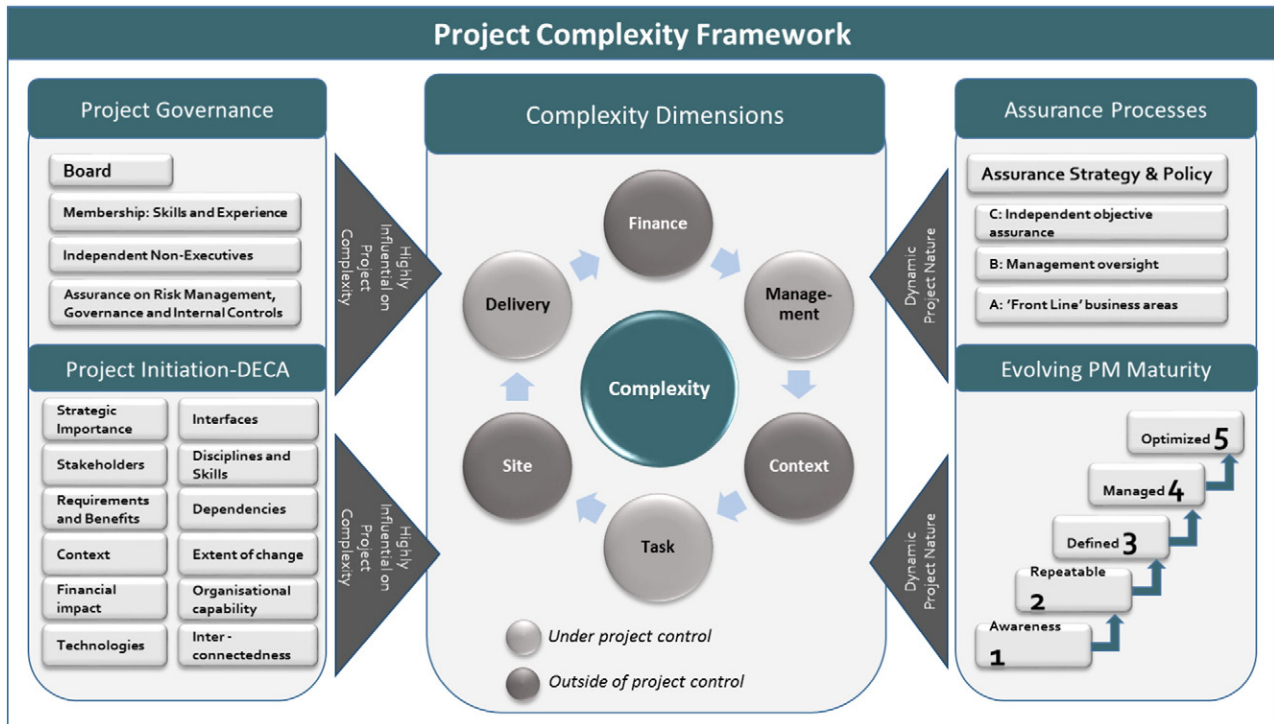 Project Complexity Framework
Project Governance
Board
Membership: Skills and Experience
Independent Non-Executives
Assurance on Risk Management,
Governance and Internal Controls
Project Initiation-DECA
Strategic
Importance
Interfaces
Stakeholders
Disciplines and
Skills
Requirements
and Benefits
Dependencies
Context
Extent of change
Financial
impact
Organisational
capability
Technologies
Inter -
connectedness
Highly
Influential on
Project
Complexity
Highly
Influential on
Project
Complexity
Complexity Dimensions
Finance
Delivery
Manage-
ment
Complexity
Site
Context
Task
Under project control
Outside of project control
Dynamic
Project Nature
Dynamic
Project Nature
Assurance Processes
Assurance Strategy & Policy
C: Independent objective
assurance
B: Management oversight
A: ‘Front Line’ business areas
Evolving PM Maturity
Optimized 5
Managed 4
Defined 3
Repeatable
2
Awareness
1